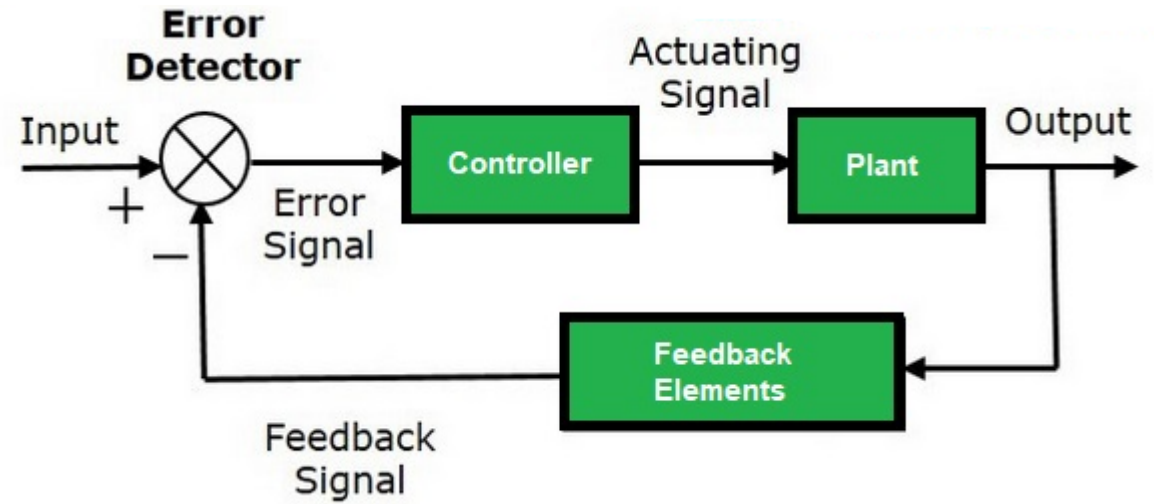 Error
Detector
Input
+
−
Error
Signal
Controller
Actuating
Signal
Plant
Output
Feedback
Elements
Feedback
Signal